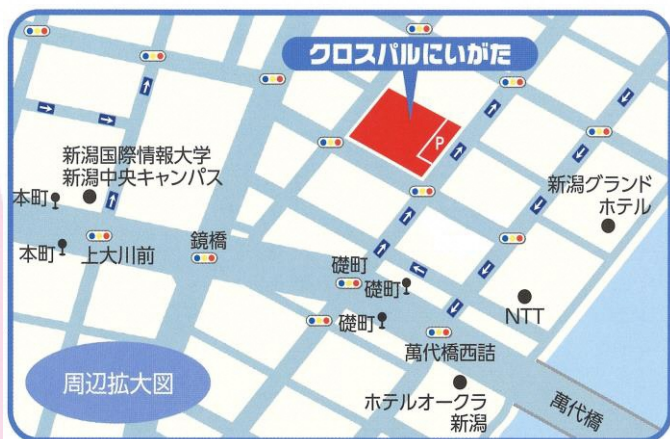 クロスパルにいがた
P
新潟国際情報大学
新潟中央キャンパス
本町
本町
上大川前
鏡橋
礎町
礎町
礎町
新潟グランド
ホテル
NTT
萬代橋西詰
ホテルオークラ
新潟
萬代橋
周辺拡大図